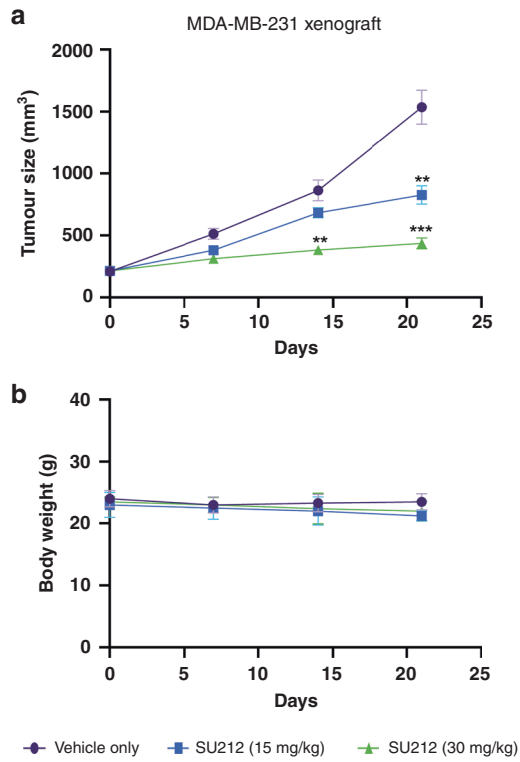 a
MDA-MB-231 xenograft
Tumour size (mm³)
2000
1500
1000
500
0
**
**
***
0 5 10 15 20 25
Days
b
Body weight (g)
40
30
20
10
0
0 5 10 15 20 25
Days
Vehicle only SU212 (15 mg/kg) SU212 (30 mg/kg)